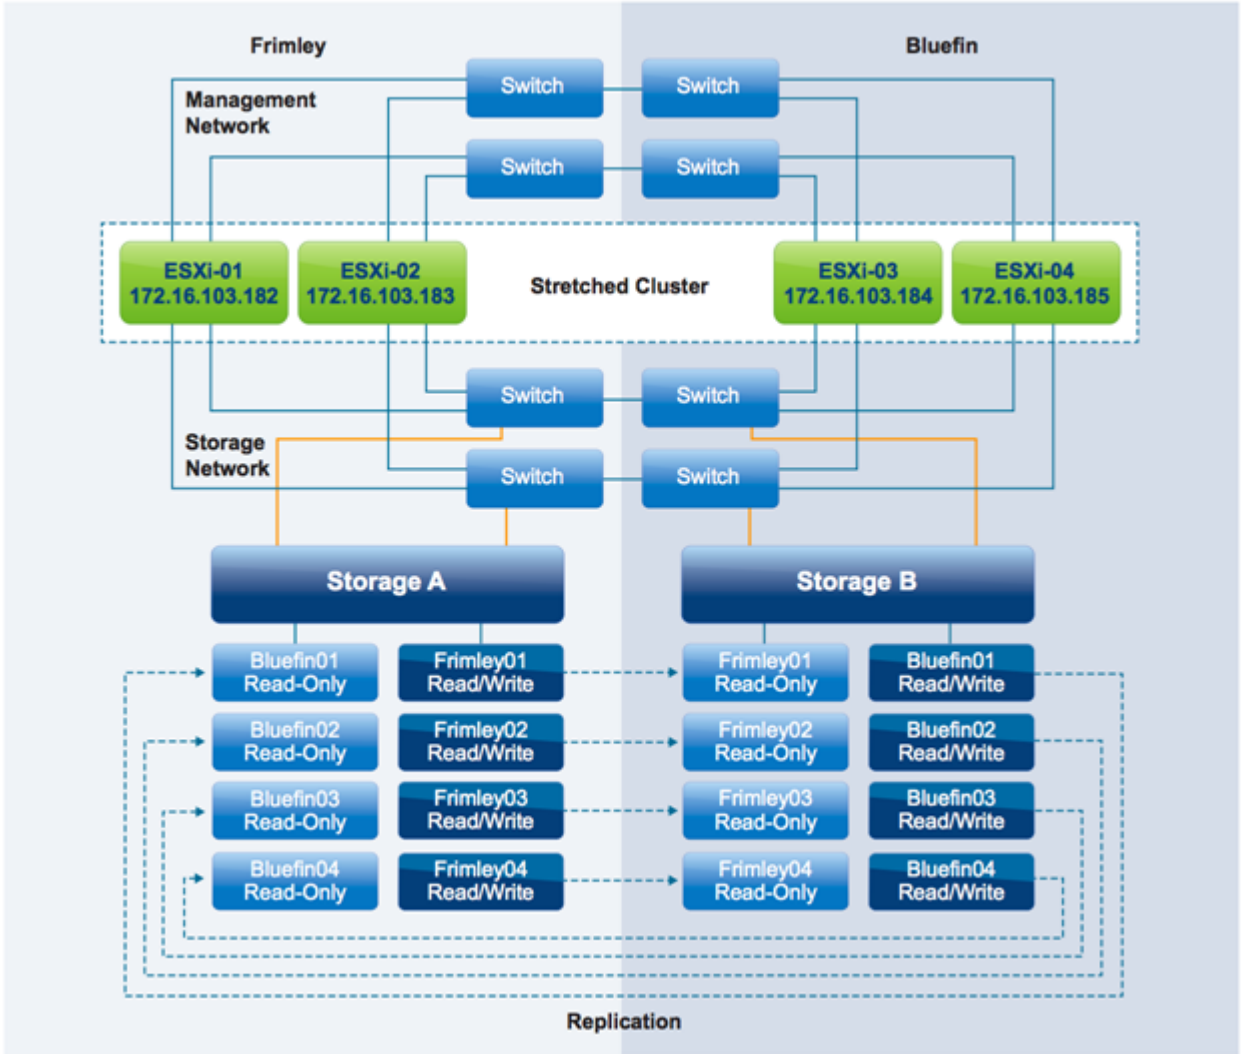 Frimley
Bluefin
Switch
Switch
Management
Network
Switch
Switch
ESXi-01
172.16.103.182
ESXi-02
172.16.103.183
Stretched Cluster
ESXi-03
172.16.103.184
ESXi-04
172.16.103.185
Switch
Switch
Storage
Network
Switch
Switch
Storage A
Storage B
Bluefin01
Read-Only
Frimley01
Read/Write
Frimley01
Read-Only
Bluefin01
Read/Write
Bluefin02
Read-Only
Frimley02
Read/Write
Frimley02
Read-Only
Bluefin02
Read/Write
Bluefin03
Read-Only
Frimley03
Read/Write
Frimley03
Read-Only
Bluefin03
Read/Write
Bluefin04
Read-Only
Frimley04
Read/Write
Frimley04
Read-Only
Bluefin04
Read/Write
Replication